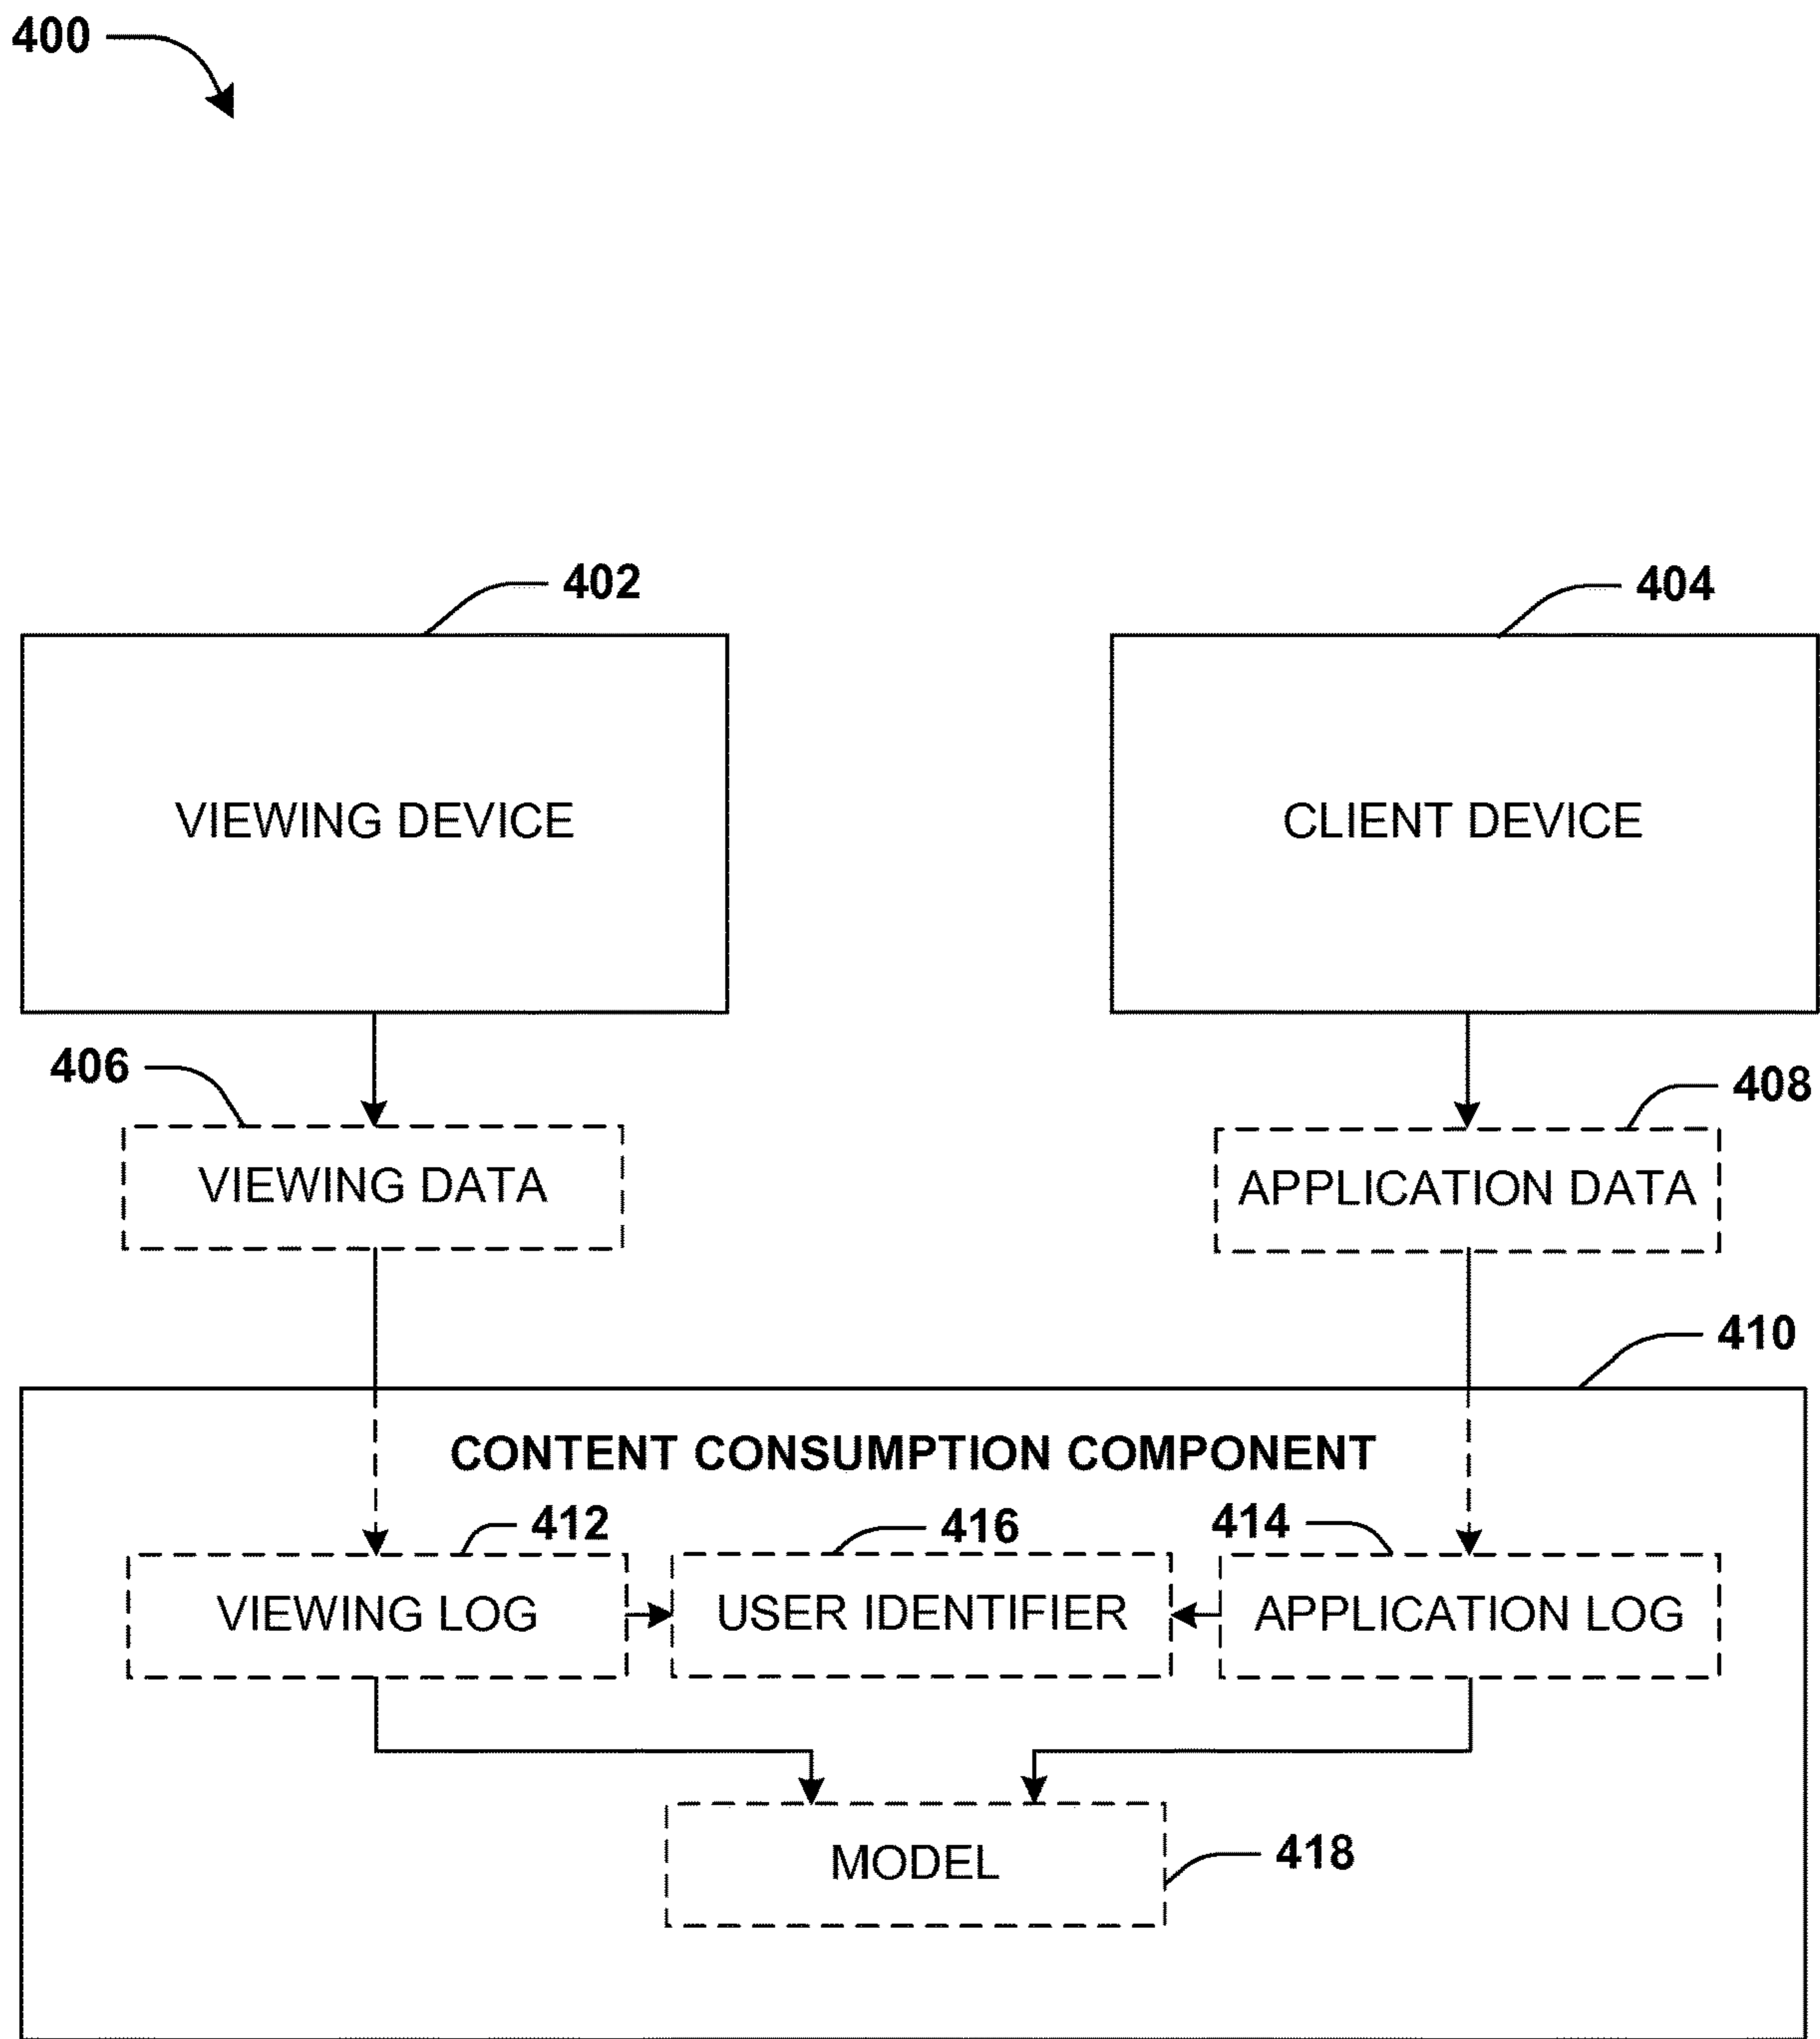 400
402
404
VIEWING DEVICE
CLIENT DEVICE
406
408
VIEWING DATA
APPLICATION DATA
410
CONTENT CONSUMPTION COMPONENT
412
416
414
VIEWING LOG
USER IDENTIFIER
APPLICATION LOG
MODEL
418